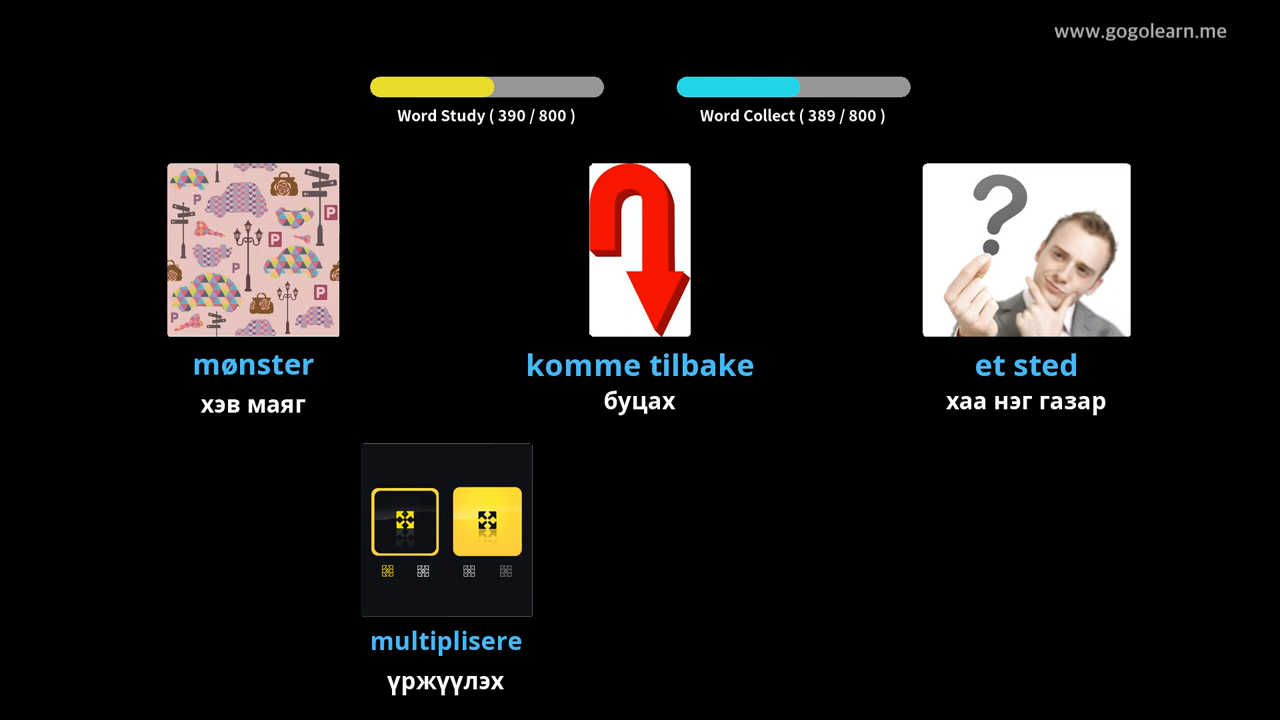 www.gogolearn.me
Word Study ( 390 / 800 )
Word Collect ( 389 / 800 )
P
P
P
P
P
P
mønster
хэв маяг
komme tilbake
буцах
?
et sted
хаа нэг газар
multiplisere
үржүүлэх